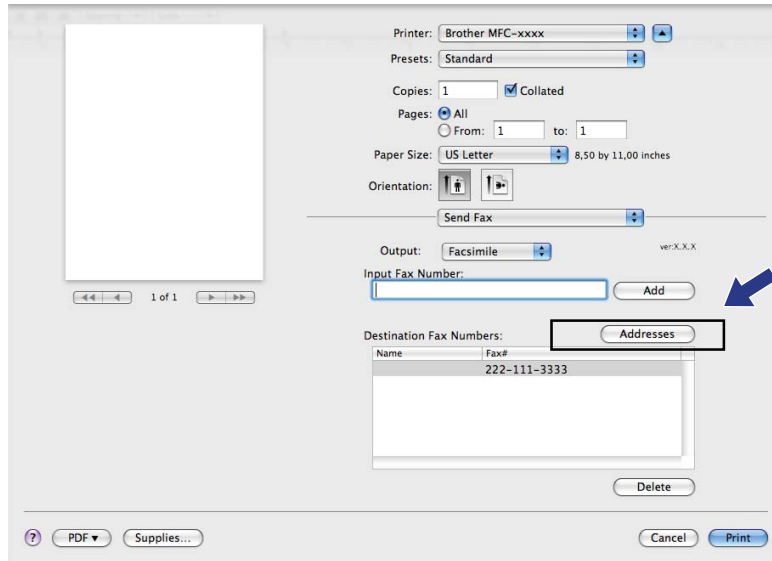 Printer: Brother MFC-xxxx
Presets: Standard
Copies: 1 Collated
Pages: All
From: 1 to: 1
Paper Size: US Letter 8,50 by 11,00 inches
Orientation:
Send Fax
Output: Facsimile ver:X.X.X
Input Fax Number:
Add
1 of 1
Destination Fax Numbers: Addresses
Name Fax#
222-111-3333
Delete
? PDF Supplies... Cancel Print